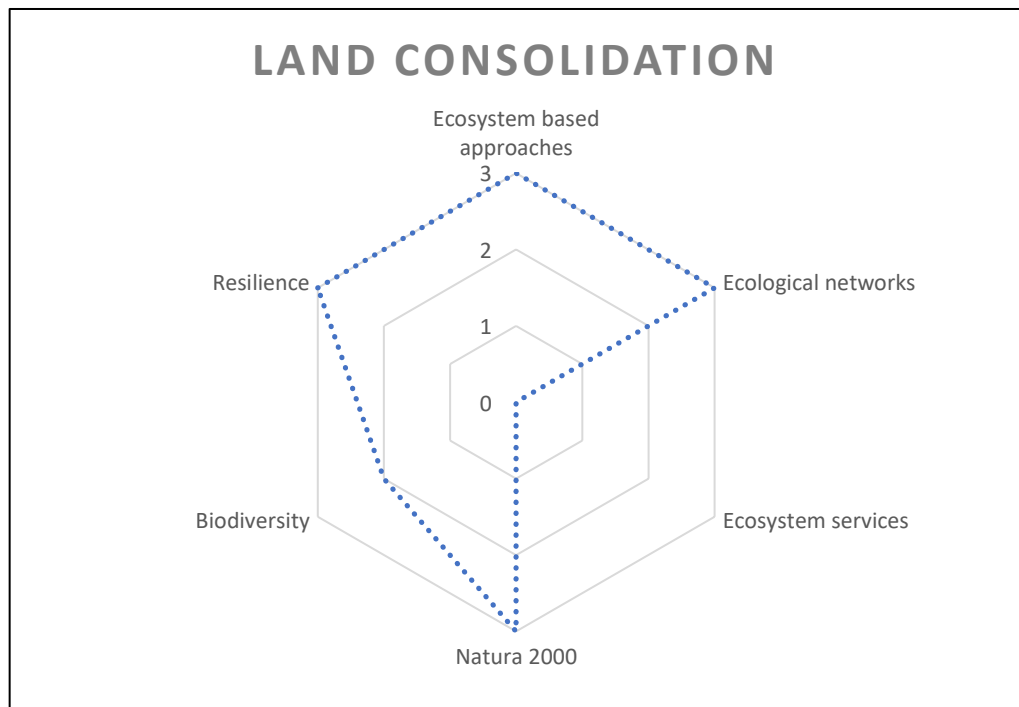 LAND CONSOLIDATION
Ecosystem based
approaches
3
2
1
0
Resilience
Ecological networks
Biodiversity
Ecosystem services
Natura 2000